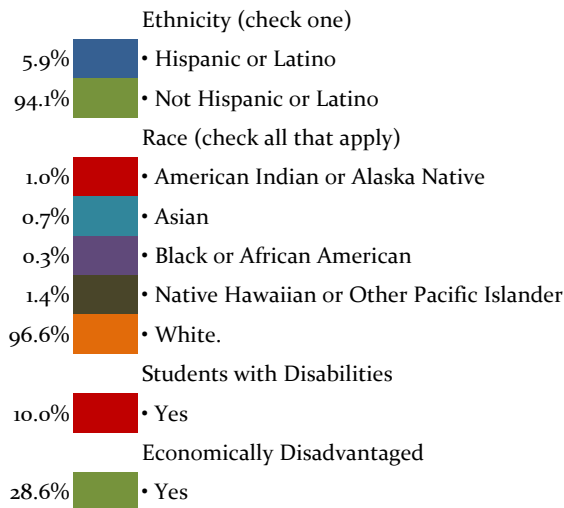 Ethnicity (check one)
5.9% • Hispanic or Latino
94.1% • Not Hispanic or Latino
Race (check all that apply)
1.0% • American Indian or Alaska Native
0.7% • Asian
0.3% • Black or African American
1.4% • Native Hawaiian or Other Pacific Islander
96.6% • White.
Students with Disabilities
10.0% • Yes
Economically Disadvantaged
28.6% • Yes